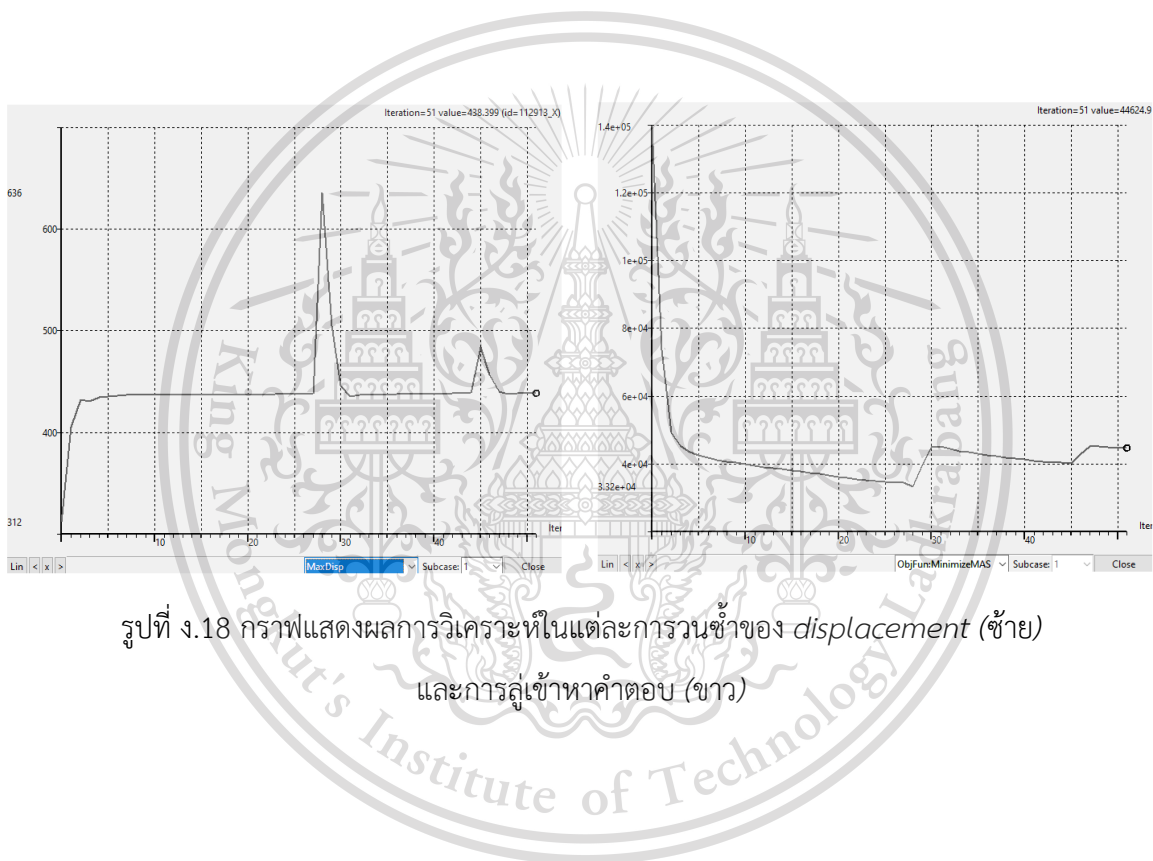 Iteration=51 value=438.399 (id=112913_X)
636
600
500
400
312
10
20
30
40
Iter
Lin < x > MaxDisp Subcase: 1 Close
Iteration=51 value=44624.9
1.4e+05
1.2e+05
1e+05
8e+04
6e+04
4e+04
3.32e+04
10
20
30
40
Iter
Lin < x > ObjFun:MinimizeMAS Subcase: 1 Close
รูปที่ ง.18 กราฟแสดงผลการวิเคราะห์ในแต่ละการวนซ้ำของ displacement (ซ้าย)
และการลู่เข้าหาคำตอบ (ขาว)
King Mongkut's Institute of Technology Ladkrabang